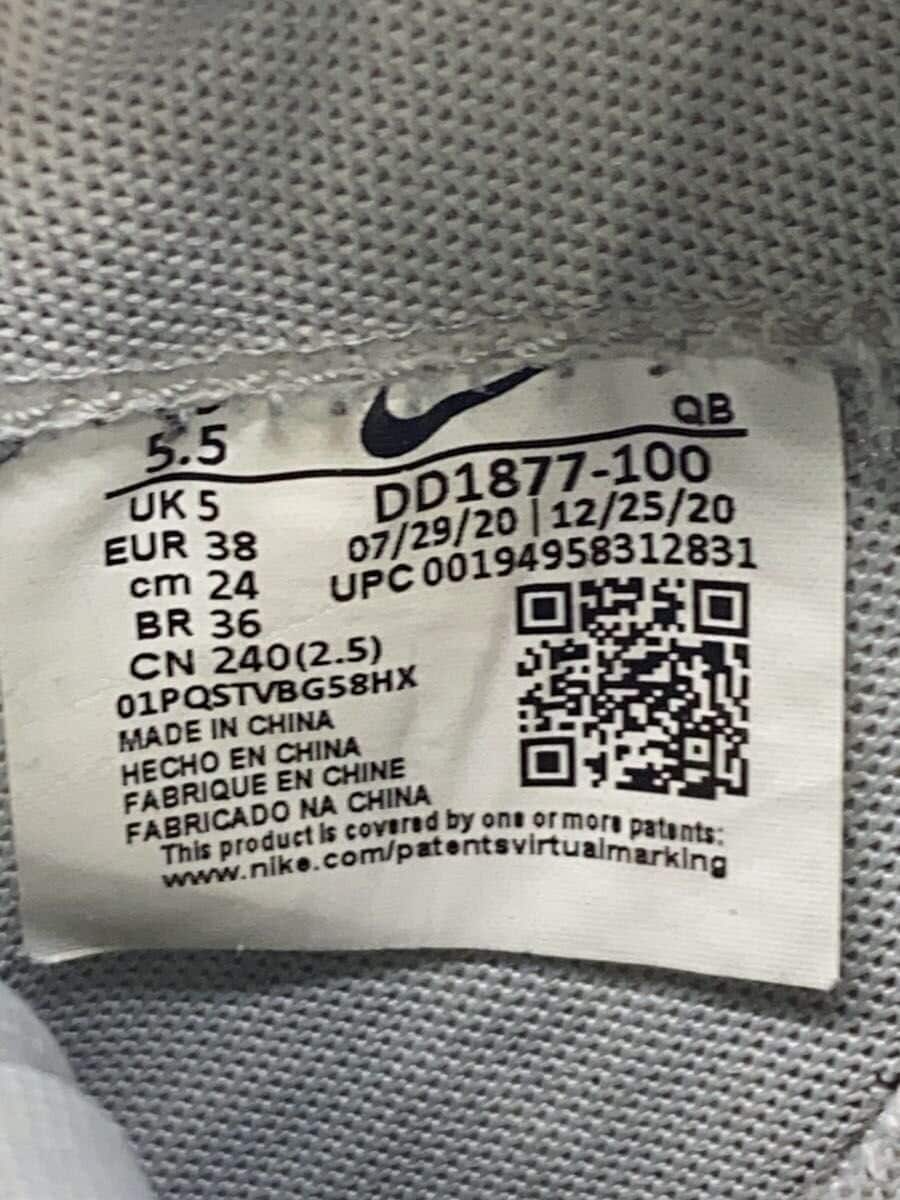 QB
5.5
UK 5
EUR 38
cm 24
BR 36
CN 240(2.5)
DD1877-100
07/29/20 | 12/25/20
UPC 00194958312831
01PQSTVBG58HX
MADE IN CHINA
HECHO EN CHINA
FABRIQUE EN CHINE
FABRICADO NA CHINA
This product is covered by one or more patents:
www.nike.com/patentsvirtualmarking